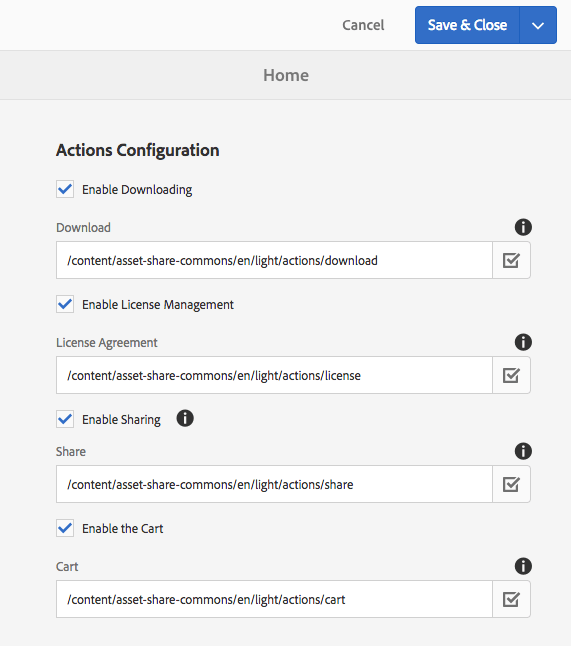 Cancel
Save & Close
Home
Actions Configuration
Enable Downloading
Download
/content/asset-share-commons/en/light/actions/download
Enable License Management
License Agreement
/content/asset-share-commons/en/light/actions/license
Enable Sharing
Share
/content/asset-share-commons/en/light/actions/share
Enable the Cart
Cart
/content/asset-share-commons/en/light/actions/cart